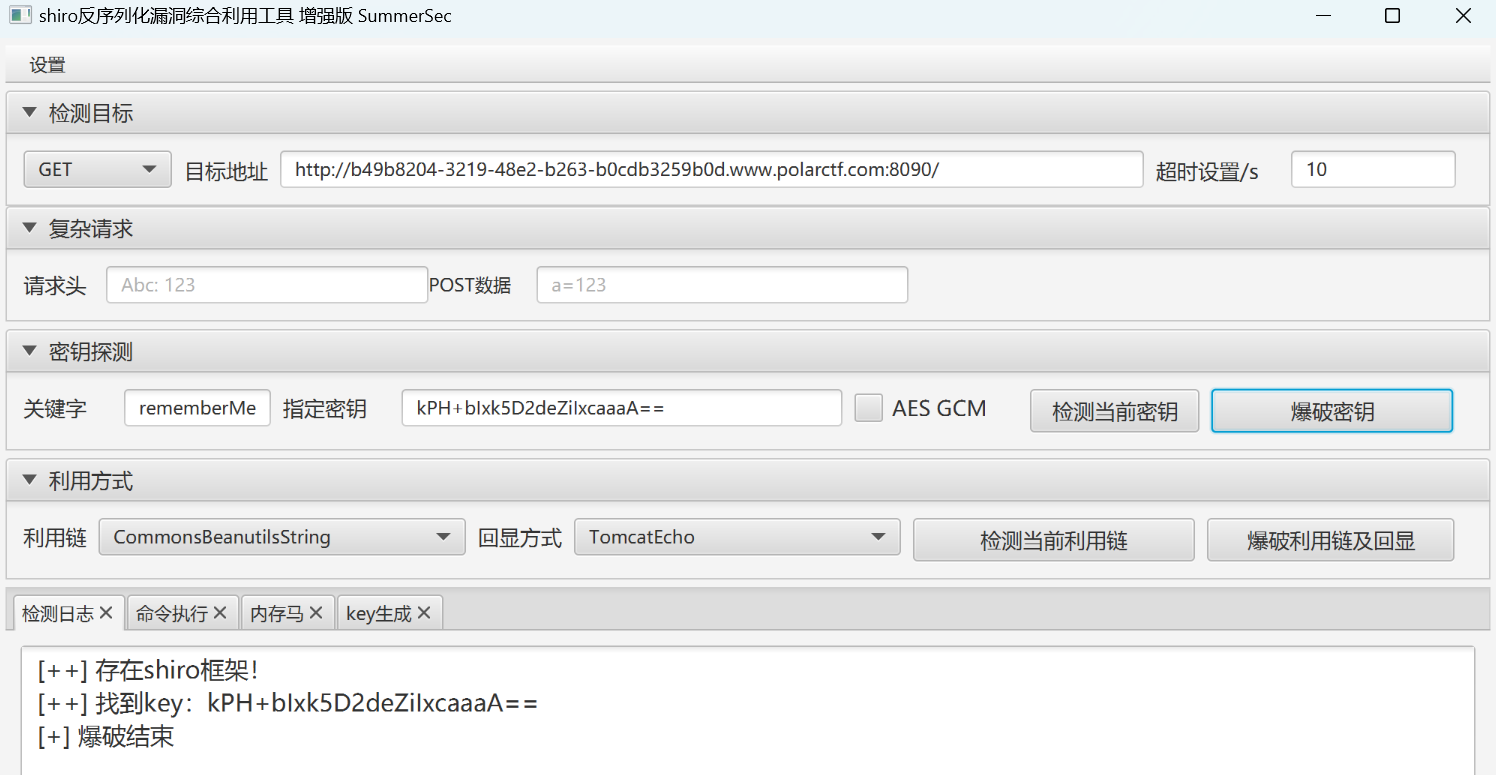 shiro反序列化漏洞综合利用工具 增强版 SummerSec
设置
检测目标
GET 目标地址 http://b49b8204-3219-48e2-b263-b0cdb3259b0d.www.polarctf.com:8090/ 超时设置/s 10
复杂请求
请求头 Abc: 123 POST数据 a=123
密钥探测
关键字 rememberMe 指定密钥 kPH+bIxk5D2deZiIxcaaaA== AES GCM 检测当前密钥 爆破密钥
利用方式
利用链 CommonsBeanutilsString 回显方式 TomcatEcho 检测当前利用链 爆破利用链及回显
检测日志 命令执行 内存马 key生成
[++] 存在shiro框架！
[++] 找到key：kPH+bIxk5D2deZiIxcaaaA==
[+] 爆破结束